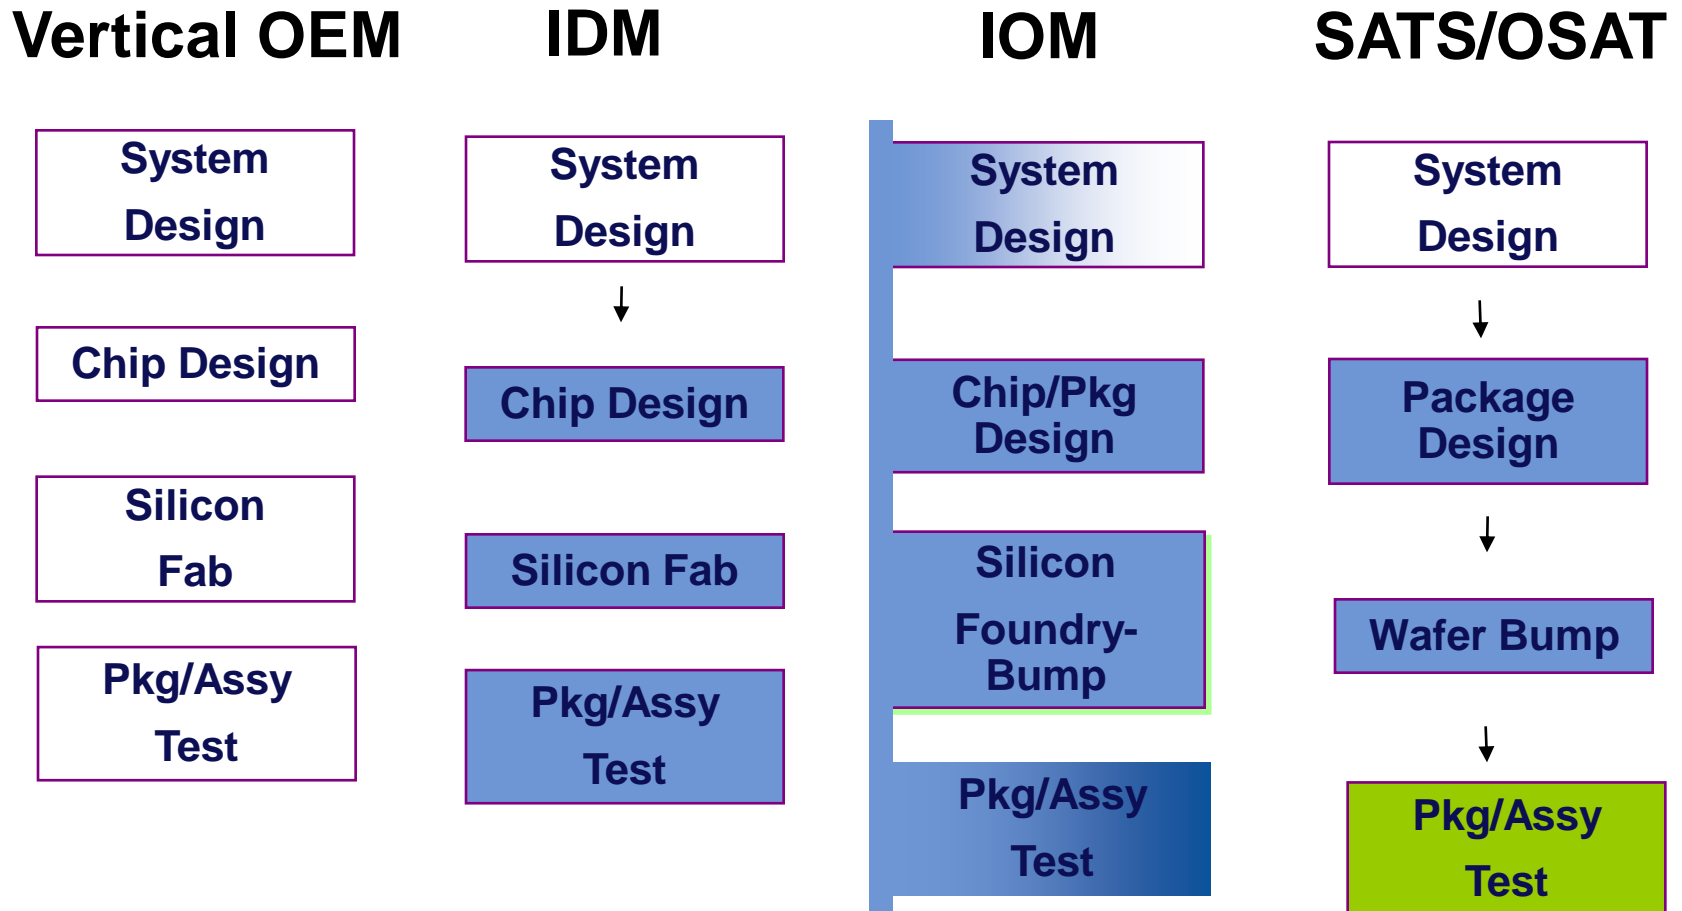 Vertical OEM
IDM
IOM
SATS/OSAT
System
Design
Chip Design
Silicon
Fab
Pkg/Assy
Test
System
Design
Chip Design
Silicon Fab
Pkg/Assy
Test
System
Design
Chip/Pkg
Design
Silicon
Foundry-
Bump
Pkg/Assy
Test
System
Design
Package
Design
Wafer Bump
Pkg/Assy
Test